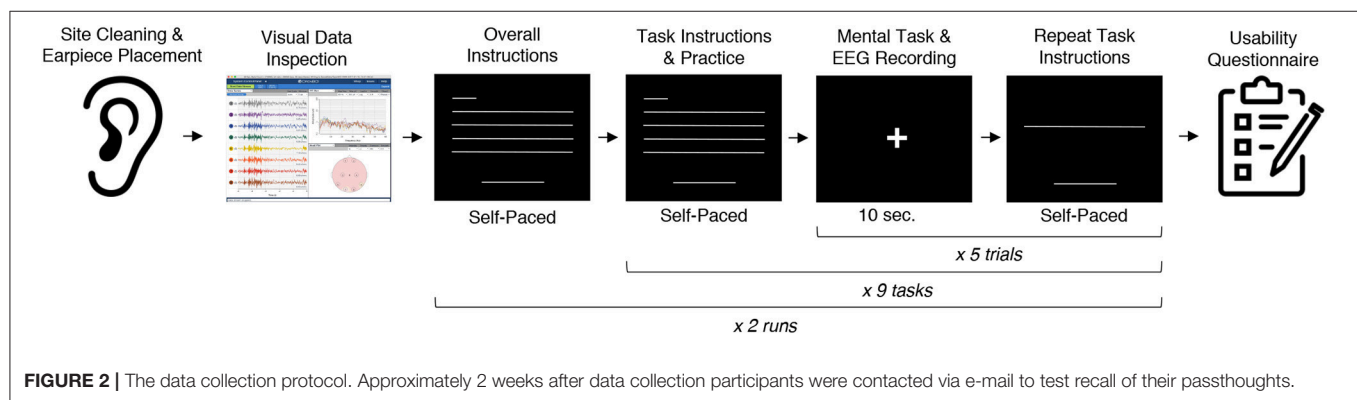 Site Cleaning &
Earpiece Placement
Visual Data
Inspection
Overall
Instructions
Task Instructions
& Practice
Mental Task &
EEG Recording
Repeat Task
Instructions
Usability
Questionnaire
Self-Paced
Self-Paced
10 sec.
Self-Paced
x 5 trials
x 9 tasks
x 2 runs
FIGURE 2 | The data collection protocol. Approximately 2 weeks after data collection participants were contacted via e-mail to test recall of their passthoughts.